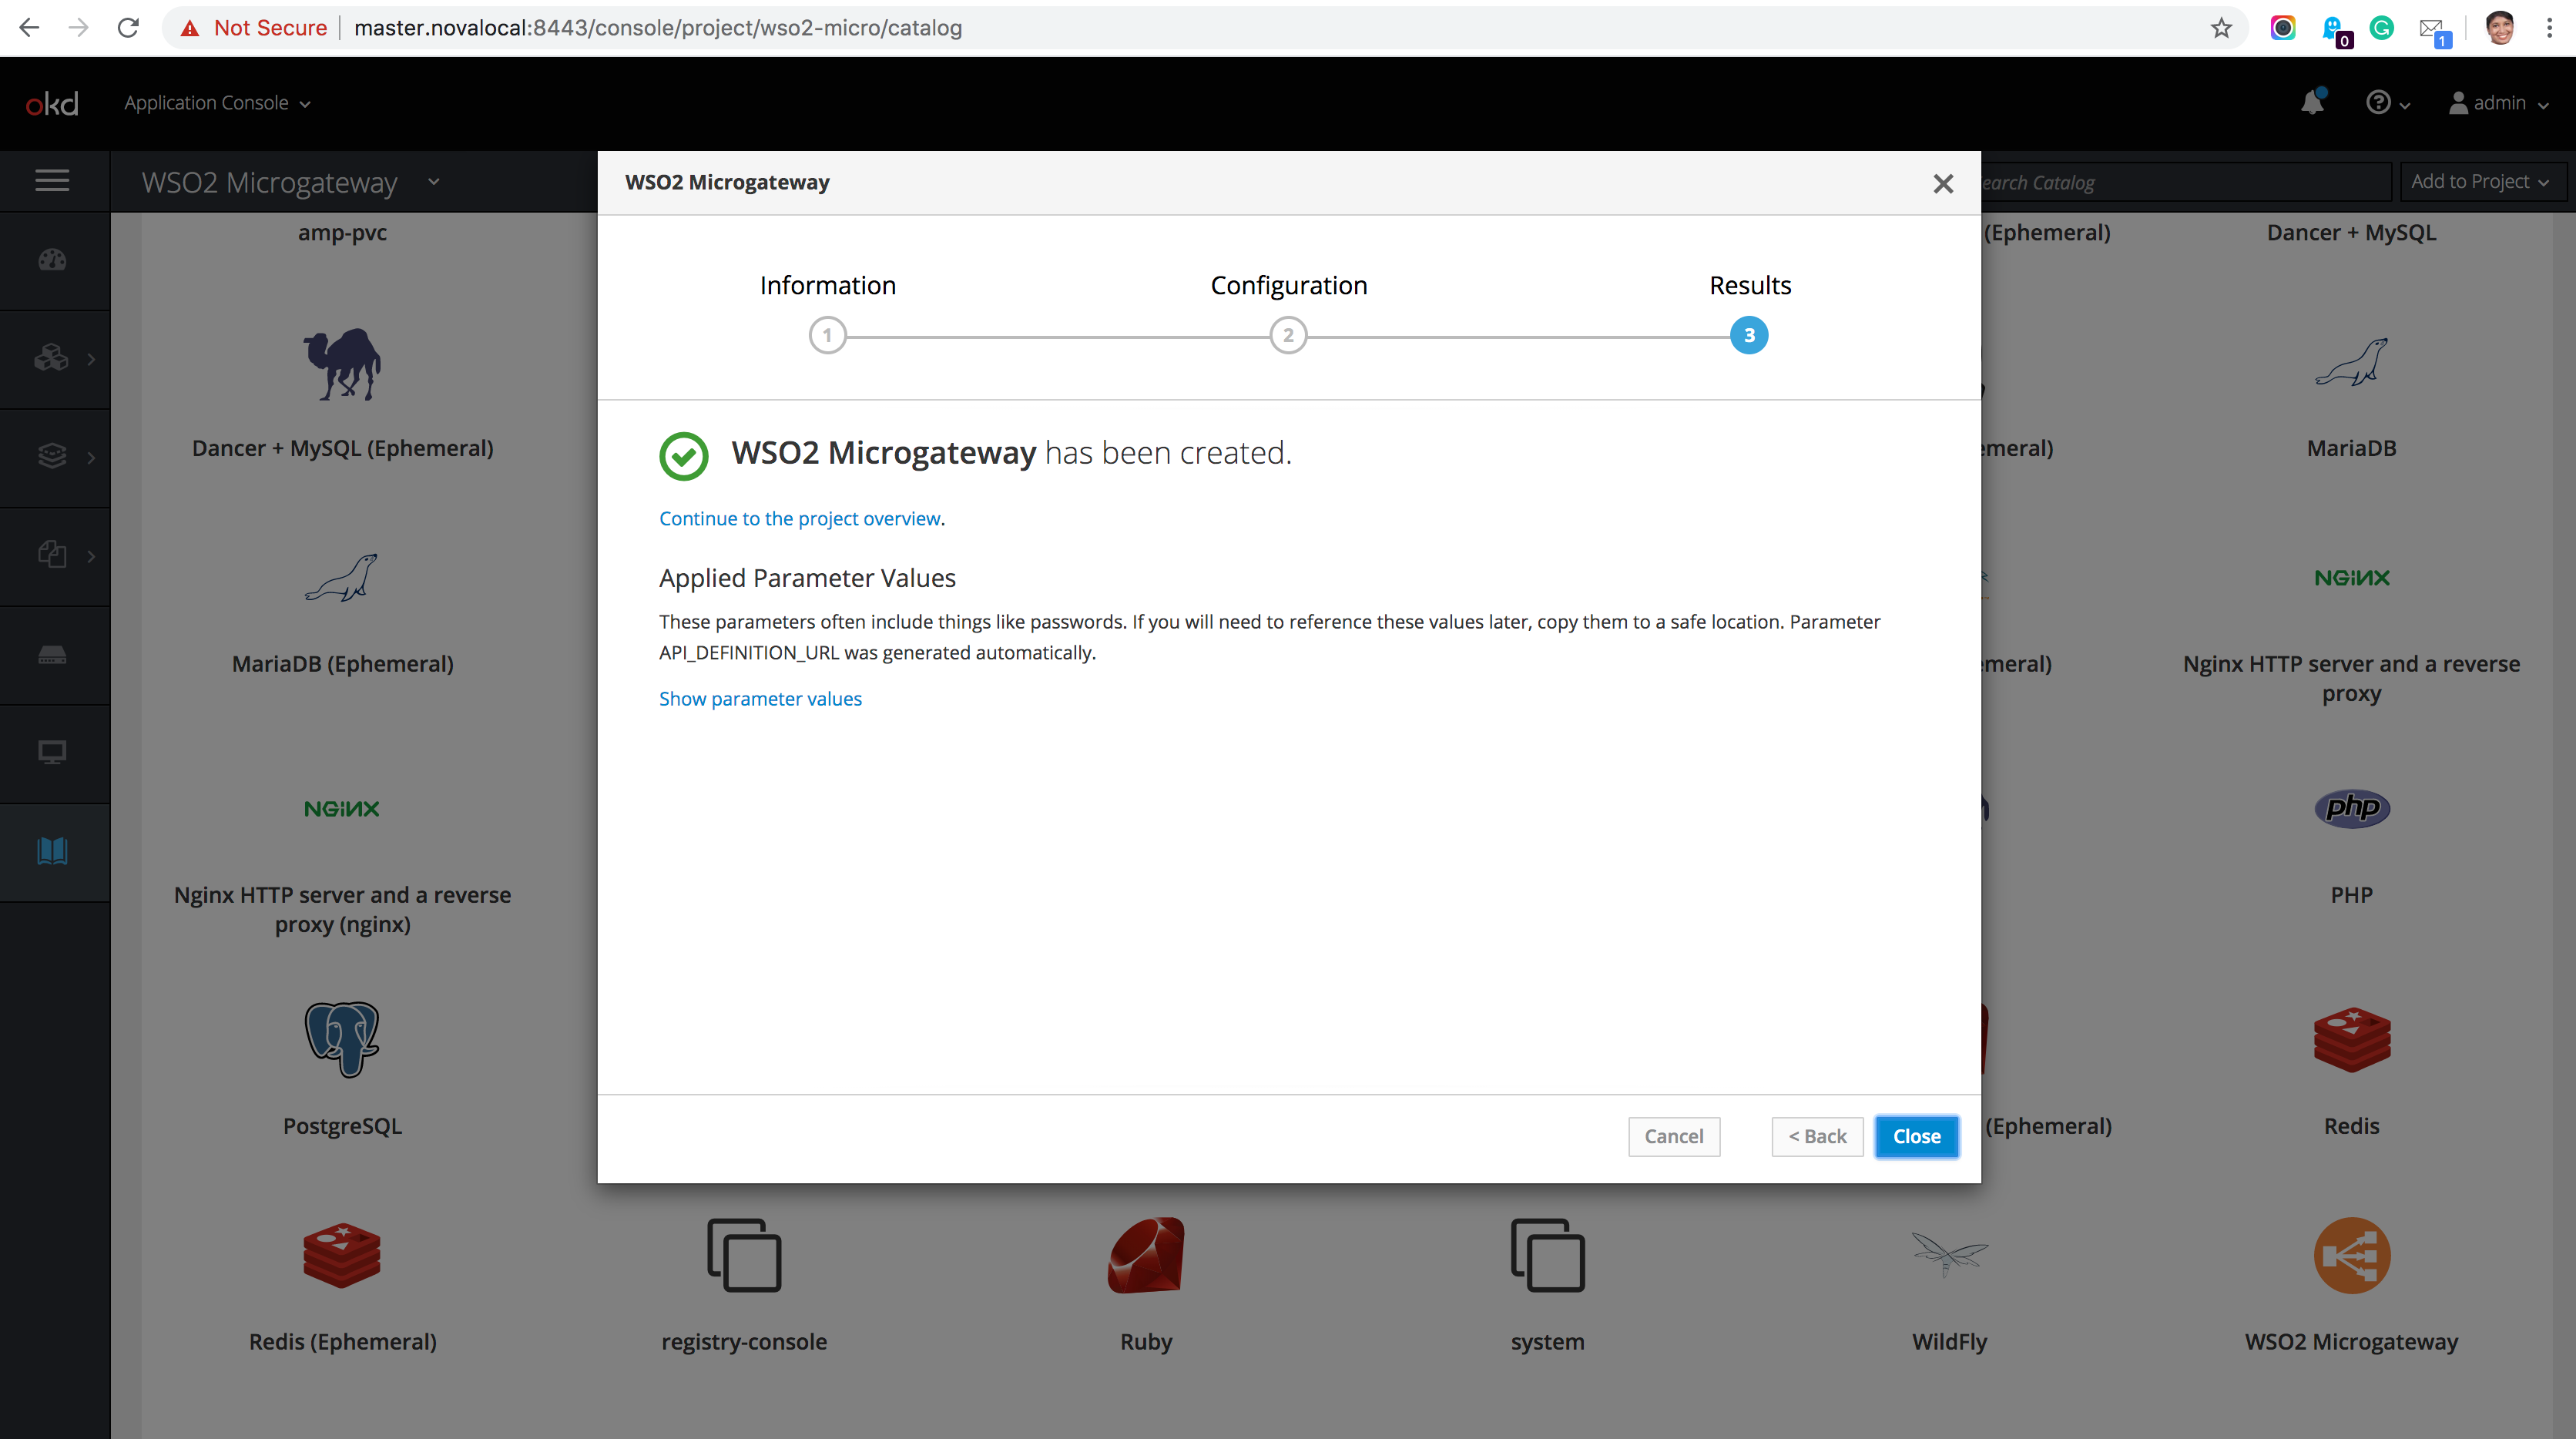 Not Secure
master.novalocal:8443/console/project/wso2-micro/catalog
0
1
okd
Application Console
admin
WSO2 Microgateway
Search Catalog
Add to Project
WSO2 Microgateway
Information
Configuration
Results
1
2
3
WSO2 Microgateway has been created.
Continue to the project overview.
Applied Parameter Values
These parameters often include things like passwords. If you will need to reference these values later, copy them to a safe location. Parameter
API_DEFINITION_URL was generated automatically.
Show parameter values
Cancel
< Back
Close
amp-pvc
(Ephemeral)
Dancer + MySQL
Dancer + MySQL (Ephemeral)
MariaDB
NGINX
MariaDB (Ephemeral)
Nginx HTTP server and a reverse
proxy
NGINX
php
Nginx HTTP server and a reverse
proxy (nginx)
PHP
PostgreSQL
(Ephemeral)
Redis
Redis (Ephemeral)
registry-console
Ruby
system
WildFly
WSO2 Microgateway